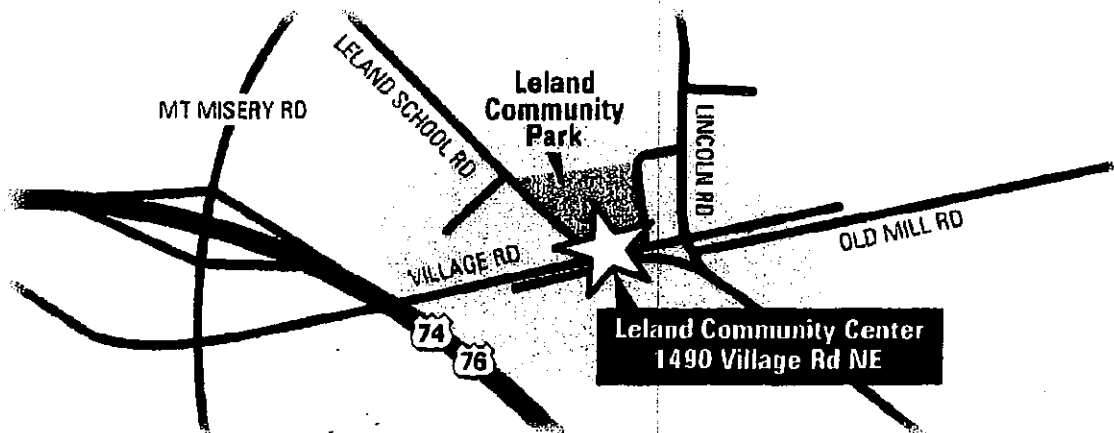 MT MISERY RD
LELAND SCHOOL RD
Leland
Community
Park
LINCOLN RD
VILLAGE RD
OLD MILL RD
74
76
Leland Community Center
1490 Village Rd NE